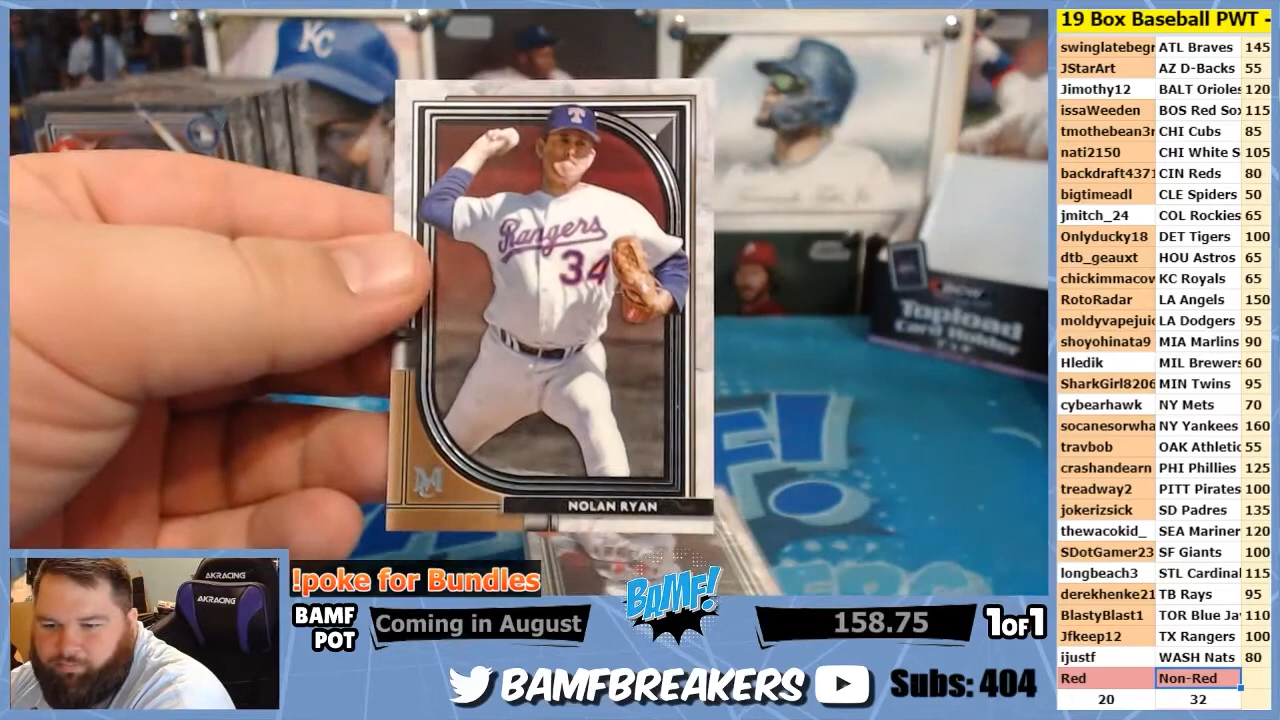 KC
T
Rangers
34
M
NOLAN RYAN
Topload
Card Holder
F!
AKRACING
AKRACING
!poke for Bundles
BAMF
POT
Coming in August
BAMF!
158.75
1OF1
BAMFBREAKERS
Subs: 404
19 Box Baseball PWT -
swinglatebegr ATL Braves 145
JStarArt AZ D-Backs 55
Jimothy12 BALT Orioles 120
issaWeeden BOS Red Sox 115
tmothebean3r CHI Cubs 85
nati2150 CHI White S 105
backdraft4371 CIN Reds 80
bigtimeadl CLE Spiders 50
jmitch_24 COL Rockies 65
Onlyducky18 DET Tigers 100
dtb_geauxt HOU Astros 65
chickimmacov KC Royals 65
RotoRadar LA Angels 150
moldyvapejuic LA Dodgers 95
shoyohinata9 MIA Marlins 90
Hledik MIL Brewers 60
SharkGirl8206 MIN Twins 95
cybearhawk NY Mets 70
socanesorwha NY Yankees 160
travbob OAK Athletic 55
crashandearn PHI Phillies 125
treadway2 PITT Pirates 100
jokerizsick SD Padres 135
thewacokid_ SEA Mariner 120
SDotGamer23 SF Giants 100
longbeach3 STL Cardinal 115
derekhenke21 TB Rays 95
BlastyBlast1 TOR Blue Jay 110
Jfkeep12 TX Rangers 100
ijustf WASH Nats 80
Red Non-Red
20 32